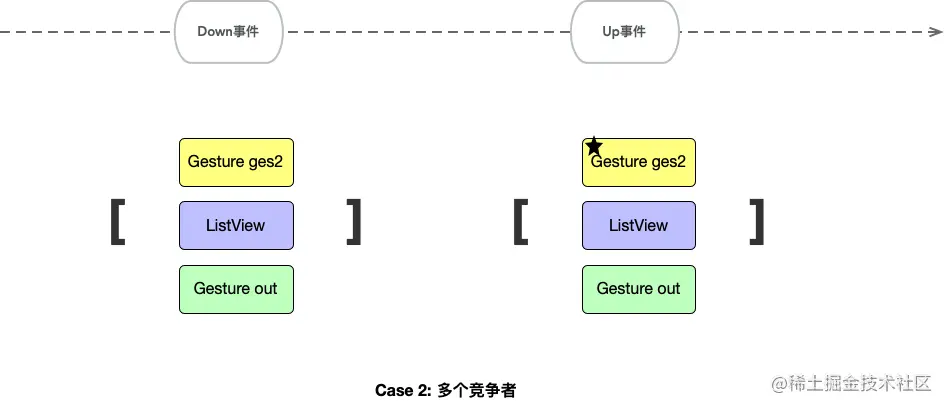 Down事件
Up事件
Gesture ges2
Gesture ges2
[
ListView
]
[
ListView
]
Gesture out
Gesture out
Case 2: 多个竞争者
@稀土掘金技术社区